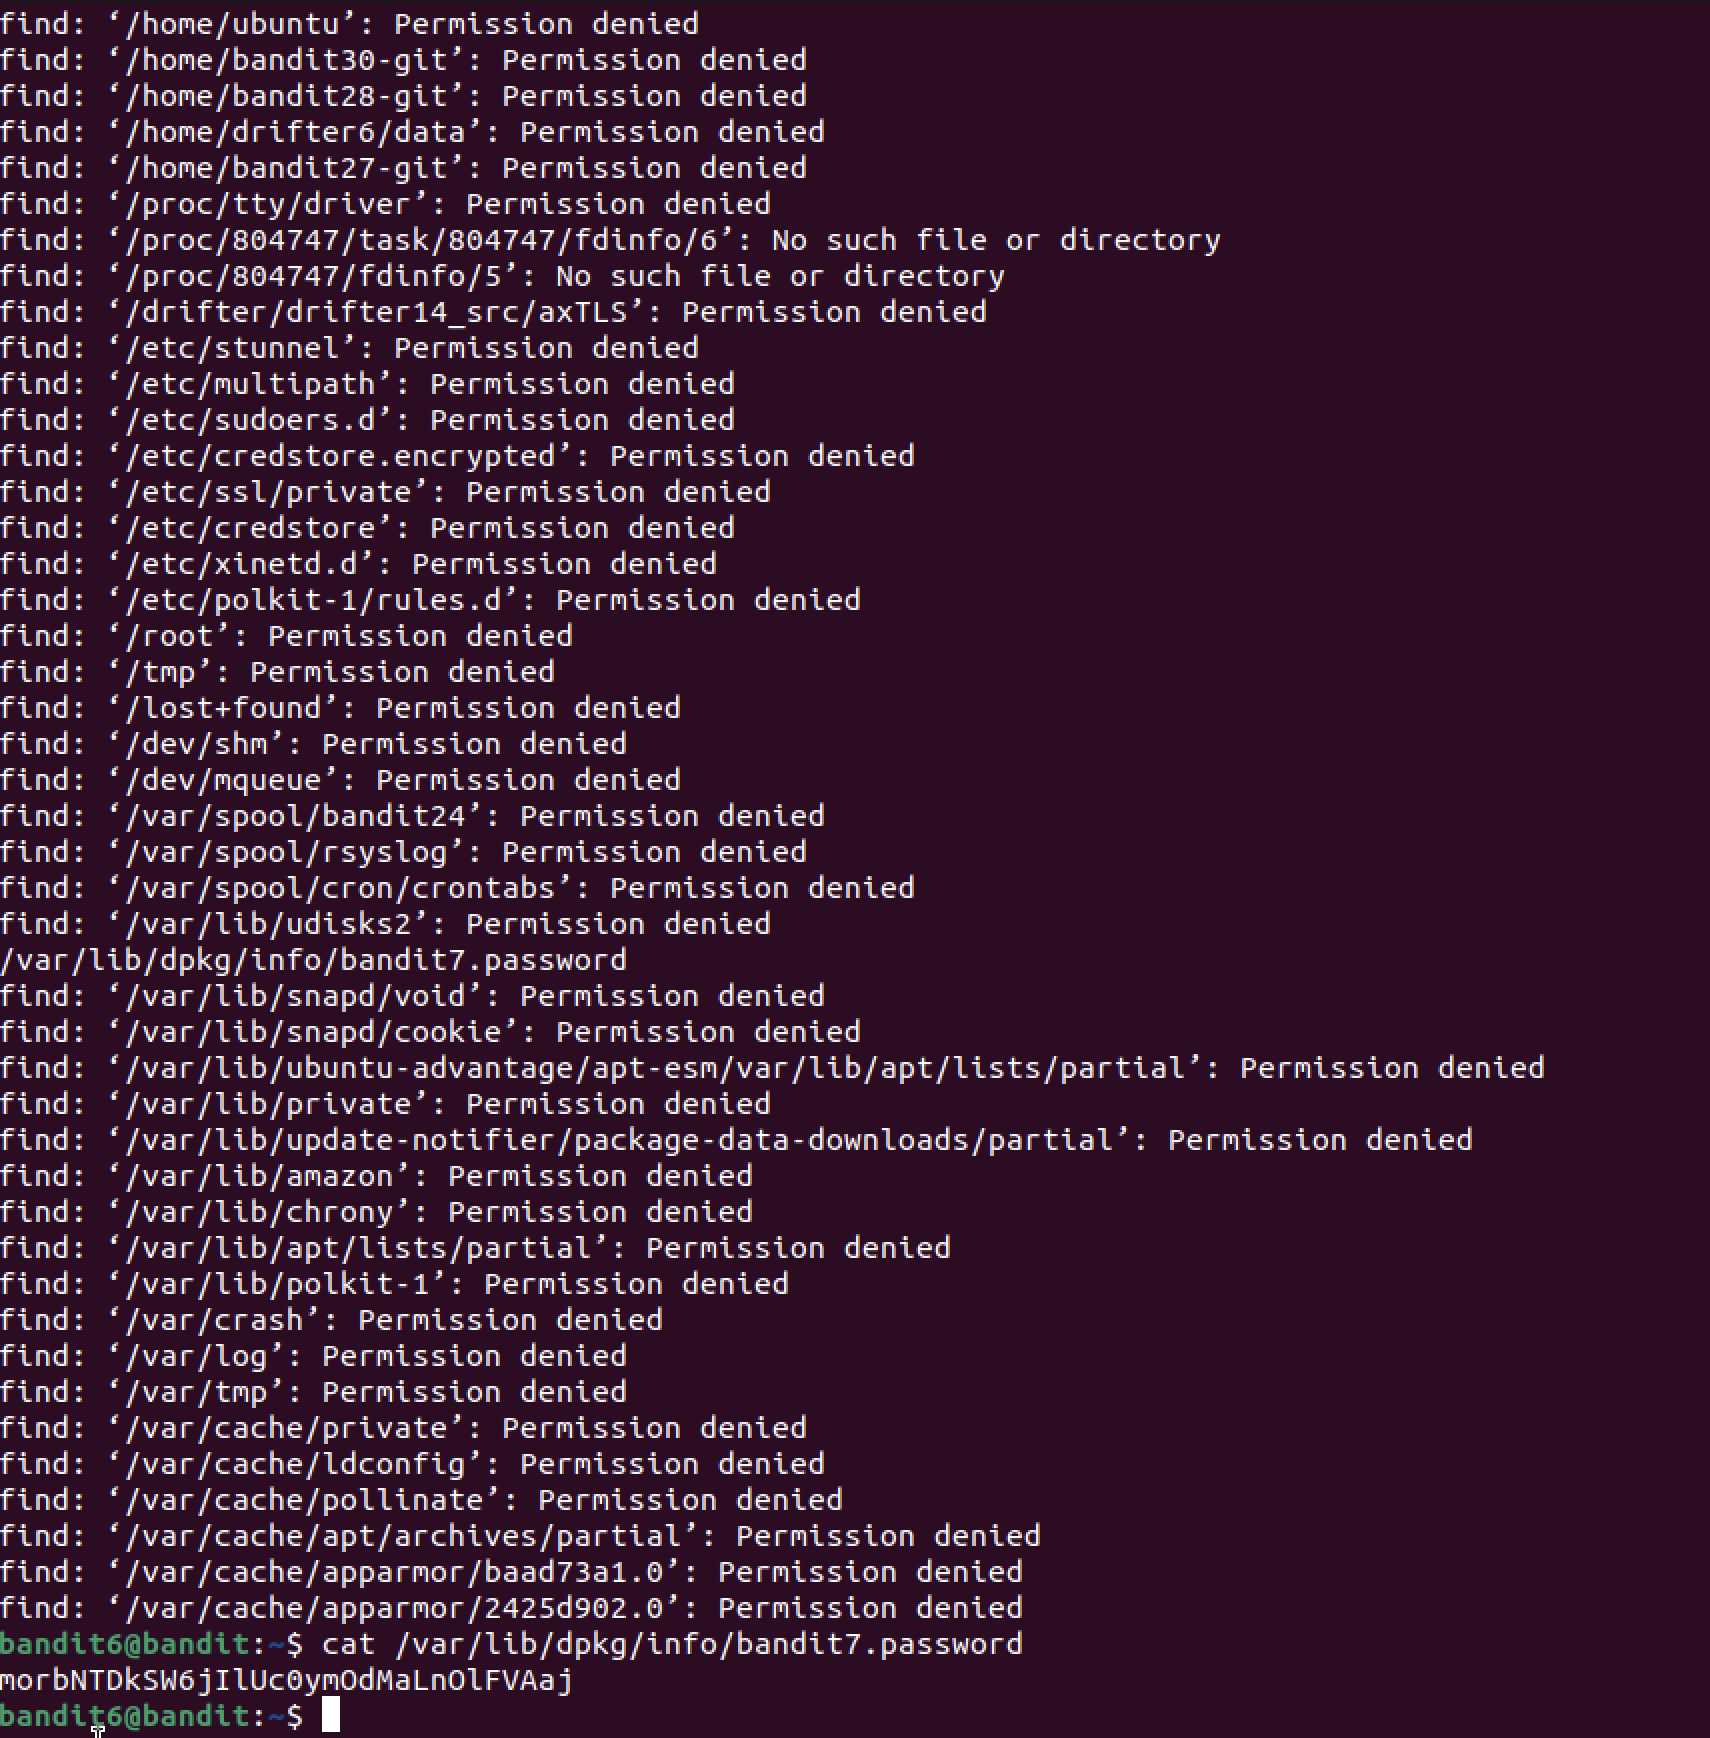 find: ‘/home/ubuntu’: Permission denied
find: ‘/home/bandit30-git’: Permission denied
find: ‘/home/bandit28-git’: Permission denied
find: ‘/home/drifter6/data’: Permission denied
find: ‘/home/bandit27-git’: Permission denied
find: ‘/proc/tty/driver’: Permission denied
find: ‘/proc/804747/task/804747/fdinfo/6’: No such file or directory
find: ‘/proc/804747/fdinfo/5’: No such file or directory
find: ‘/drifter/drifter14_src/axTLS’: Permission denied
find: ‘/etc/stunnel’: Permission denied
find: ‘/etc/multipath’: Permission denied
find: ‘/etc/sudoers.d’: Permission denied
find: ‘/etc/credstore.encrypted’: Permission denied
find: ‘/etc/ssl/private’: Permission denied
find: ‘/etc/credstore’: Permission denied
find: ‘/etc/xinetd.d’: Permission denied
find: ‘/etc/polkit-1/rules.d’: Permission denied
find: ‘/root’: Permission denied
find: ‘/tmp’: Permission denied
find: ‘/lost+found’: Permission denied
find: ‘/dev/shm’: Permission denied
find: ‘/dev/mqueue’: Permission denied
find: ‘/var/spool/bandit24’: Permission denied
find: ‘/var/spool/rsyslog’: Permission denied
find: ‘/var/spool/cron/crontabs’: Permission denied
find: ‘/var/lib/udisks2’: Permission denied
/var/lib/dpkg/info/bandit7.password
find: ‘/var/lib/snapd/void’: Permission denied
find: ‘/var/lib/snapd/cookie’: Permission denied
find: ‘/var/lib/ubuntu-advantage/apt-esm/var/lib/apt/lists/partial’: Permission denied
find: ‘/var/lib/private’: Permission denied
find: ‘/var/lib/update-notifier/package-data-downloads/partial’: Permission denied
find: ‘/var/lib/amazon’: Permission denied
find: ‘/var/lib/chrony’: Permission denied
find: ‘/var/lib/apt/lists/partial’: Permission denied
find: ‘/var/lib/polkit-1’: Permission denied
find: ‘/var/crash’: Permission denied
find: ‘/var/log’: Permission denied
find: ‘/var/tmp’: Permission denied
find: ‘/var/cache/private’: Permission denied
find: ‘/var/cache/ldconfig’: Permission denied
find: ‘/var/cache/pollinate’: Permission denied
find: ‘/var/cache/apt/archives/partial’: Permission denied
find: ‘/var/cache/apparmor/baad73a1.0’: Permission denied
find: ‘/var/cache/apparmor/2425d902.0’: Permission denied
bandit6@bandit:~$ cat /var/lib/dpkg/info/bandit7.password
morbNTDkSW6jIlUc0ymOdMaLnOlFVAaj
bandit6@bandit:~$